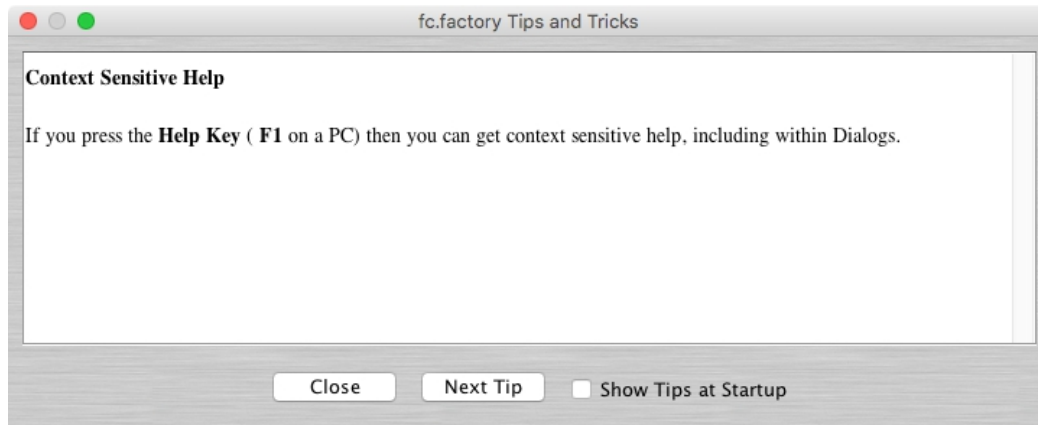 fc.factory Tips and Tricks
Context Sensitive Help
If you press the Help Key ( F1 on a PC) then you can get context sensitive help, including within Dialogs.
Close
Next Tip
Show Tips at Startup